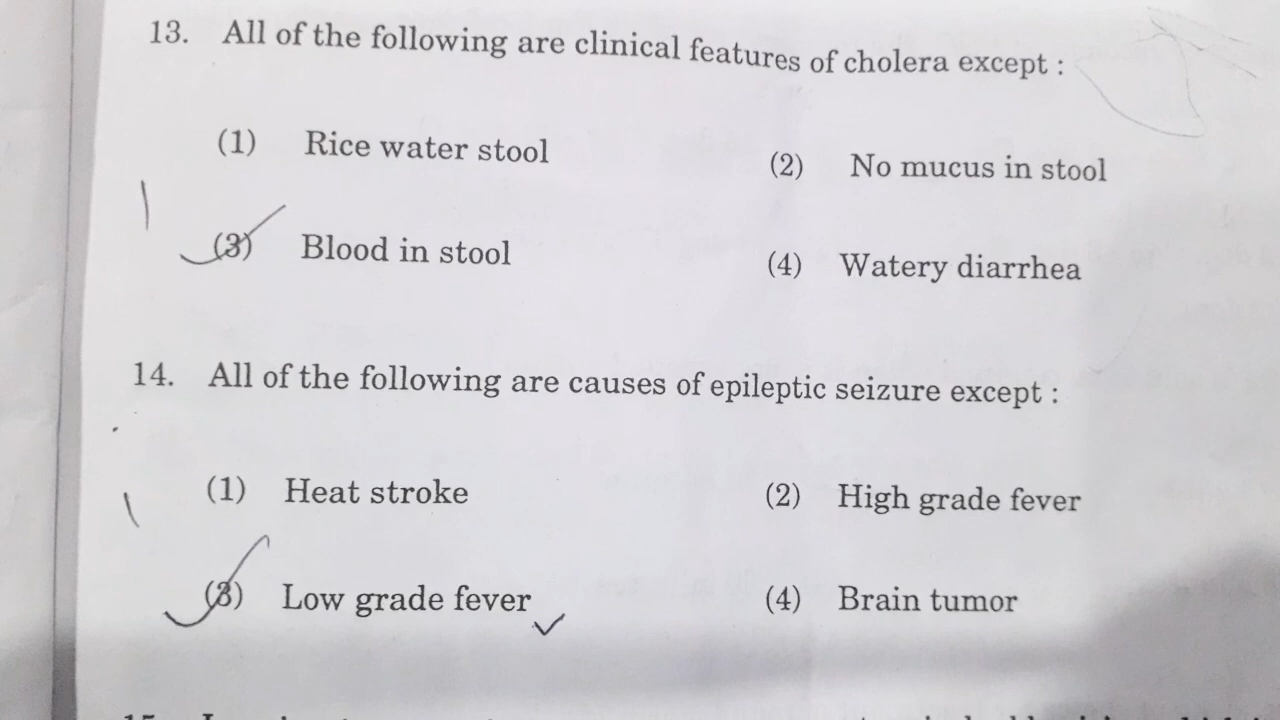 13. All of the following are clinical features of cholera except :
(1) Rice water stool
(2) No mucus in stool
(3) Blood in stool
(4) Watery diarrhea
14. All of the following are causes of epileptic seizure except :
(1) Heat stroke
(2) High grade fever
(3) Low grade fever
(4) Brain tumor